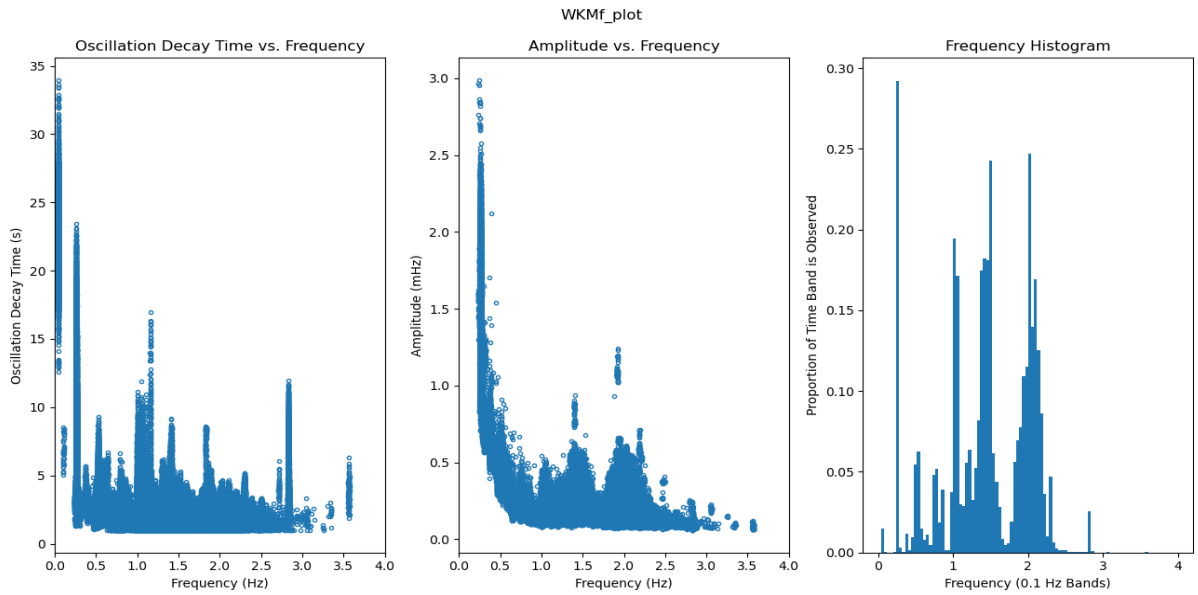 WKMf_plot
Oscillation Decay Time vs. Frequency
Oscillation Decay Time (s)
35
30
25
20
15
10
5
0
0.0 0.5 1.0 1.5 2.0 2.5 3.0 3.5 4.0
Frequency (Hz)
Amplitude vs. Frequency
Amplitude (mHz)
3.0
2.5
2.0
1.5
1.0
0.5
0.0
0.0 0.5 1.0 1.5 2.0 2.5 3.0 3.5 4.0
Frequency (Hz)
Frequency Histogram
Proportion of Time Band is Observed
0.30
0.25
0.20
0.15
0.10
0.05
0.00
0 1 2 3 4
Frequency (0.1 Hz Bands)